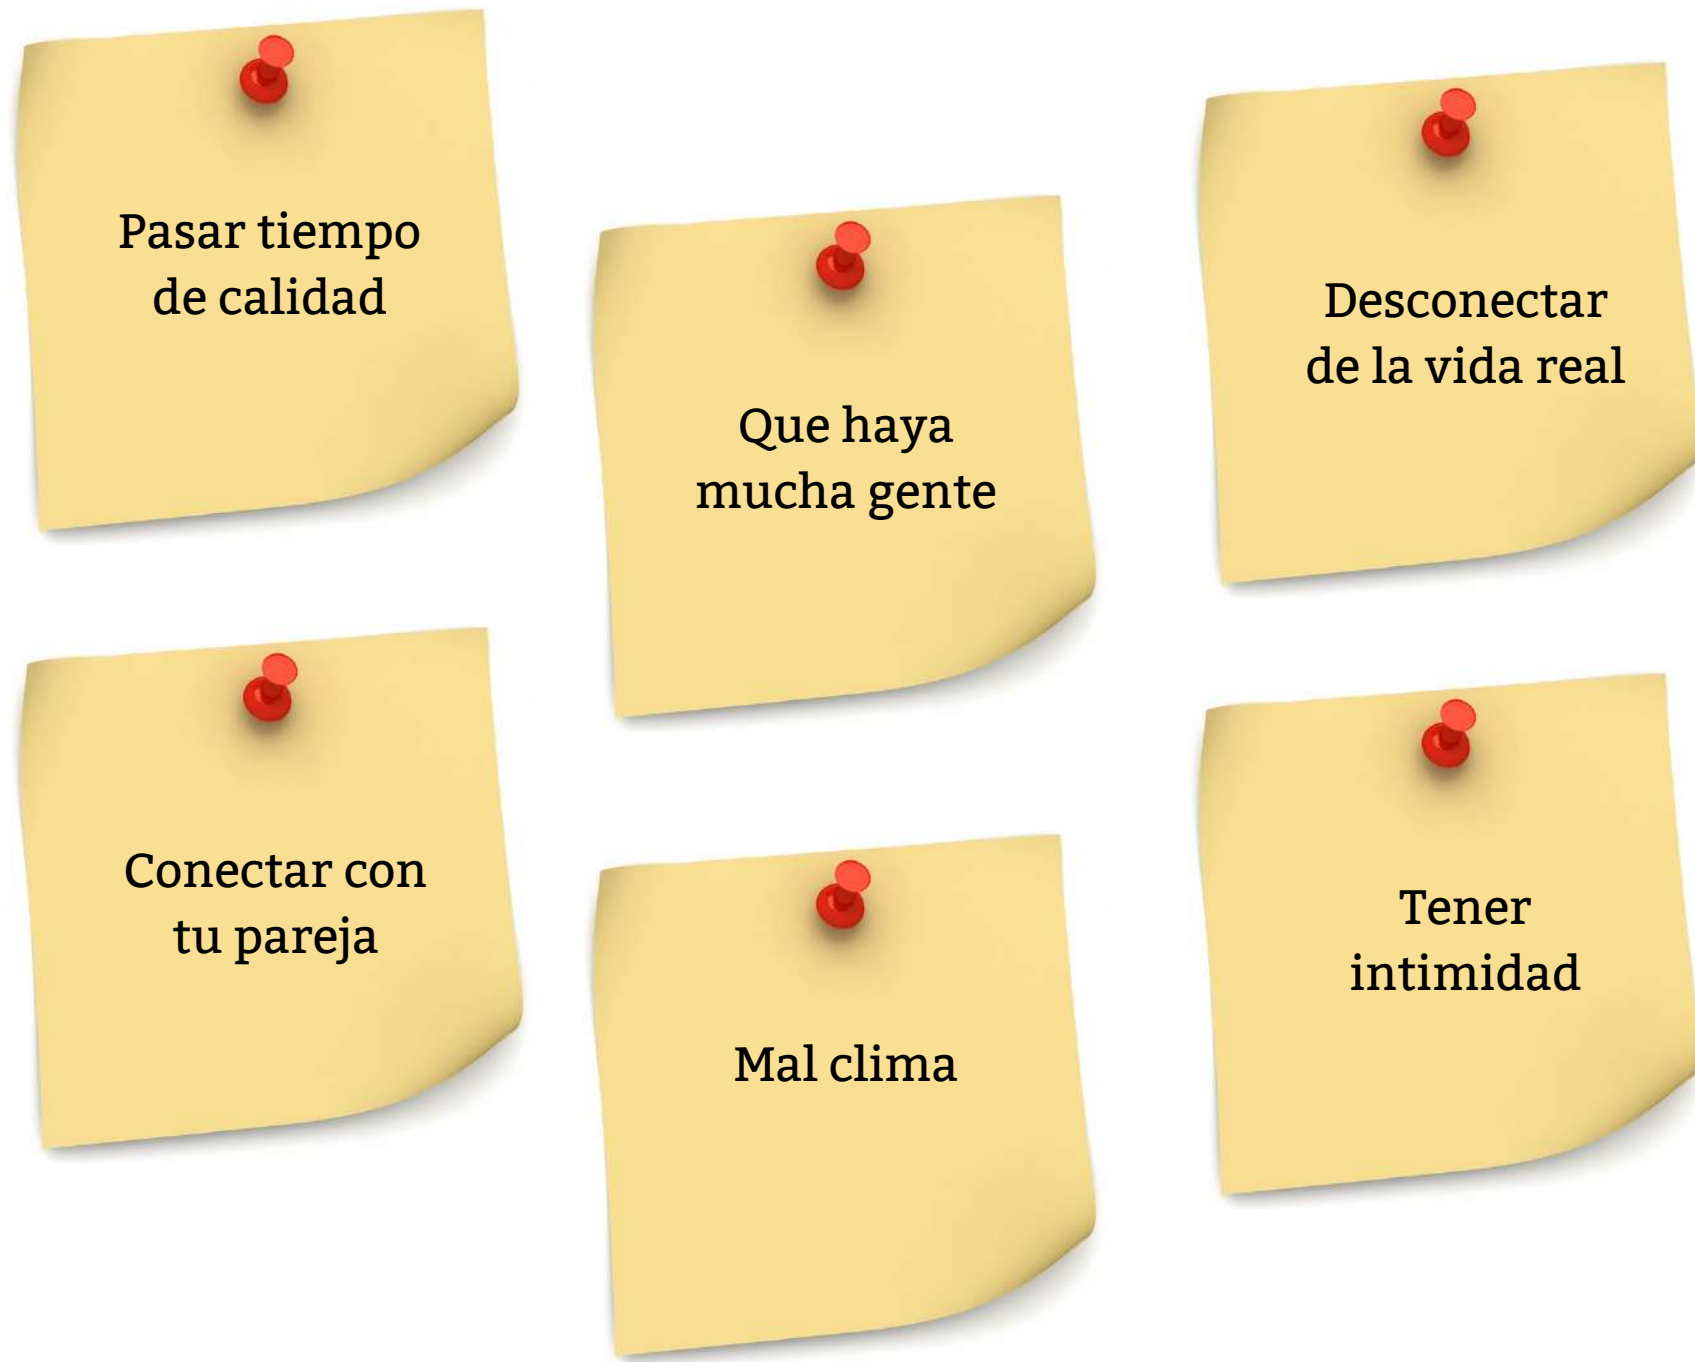 Pasar tiempo
de calidad
Que haya
mucha gente
Desconectar
de la vida real
Conectar con
tu pareja
Mal clima
Tener
intimidad